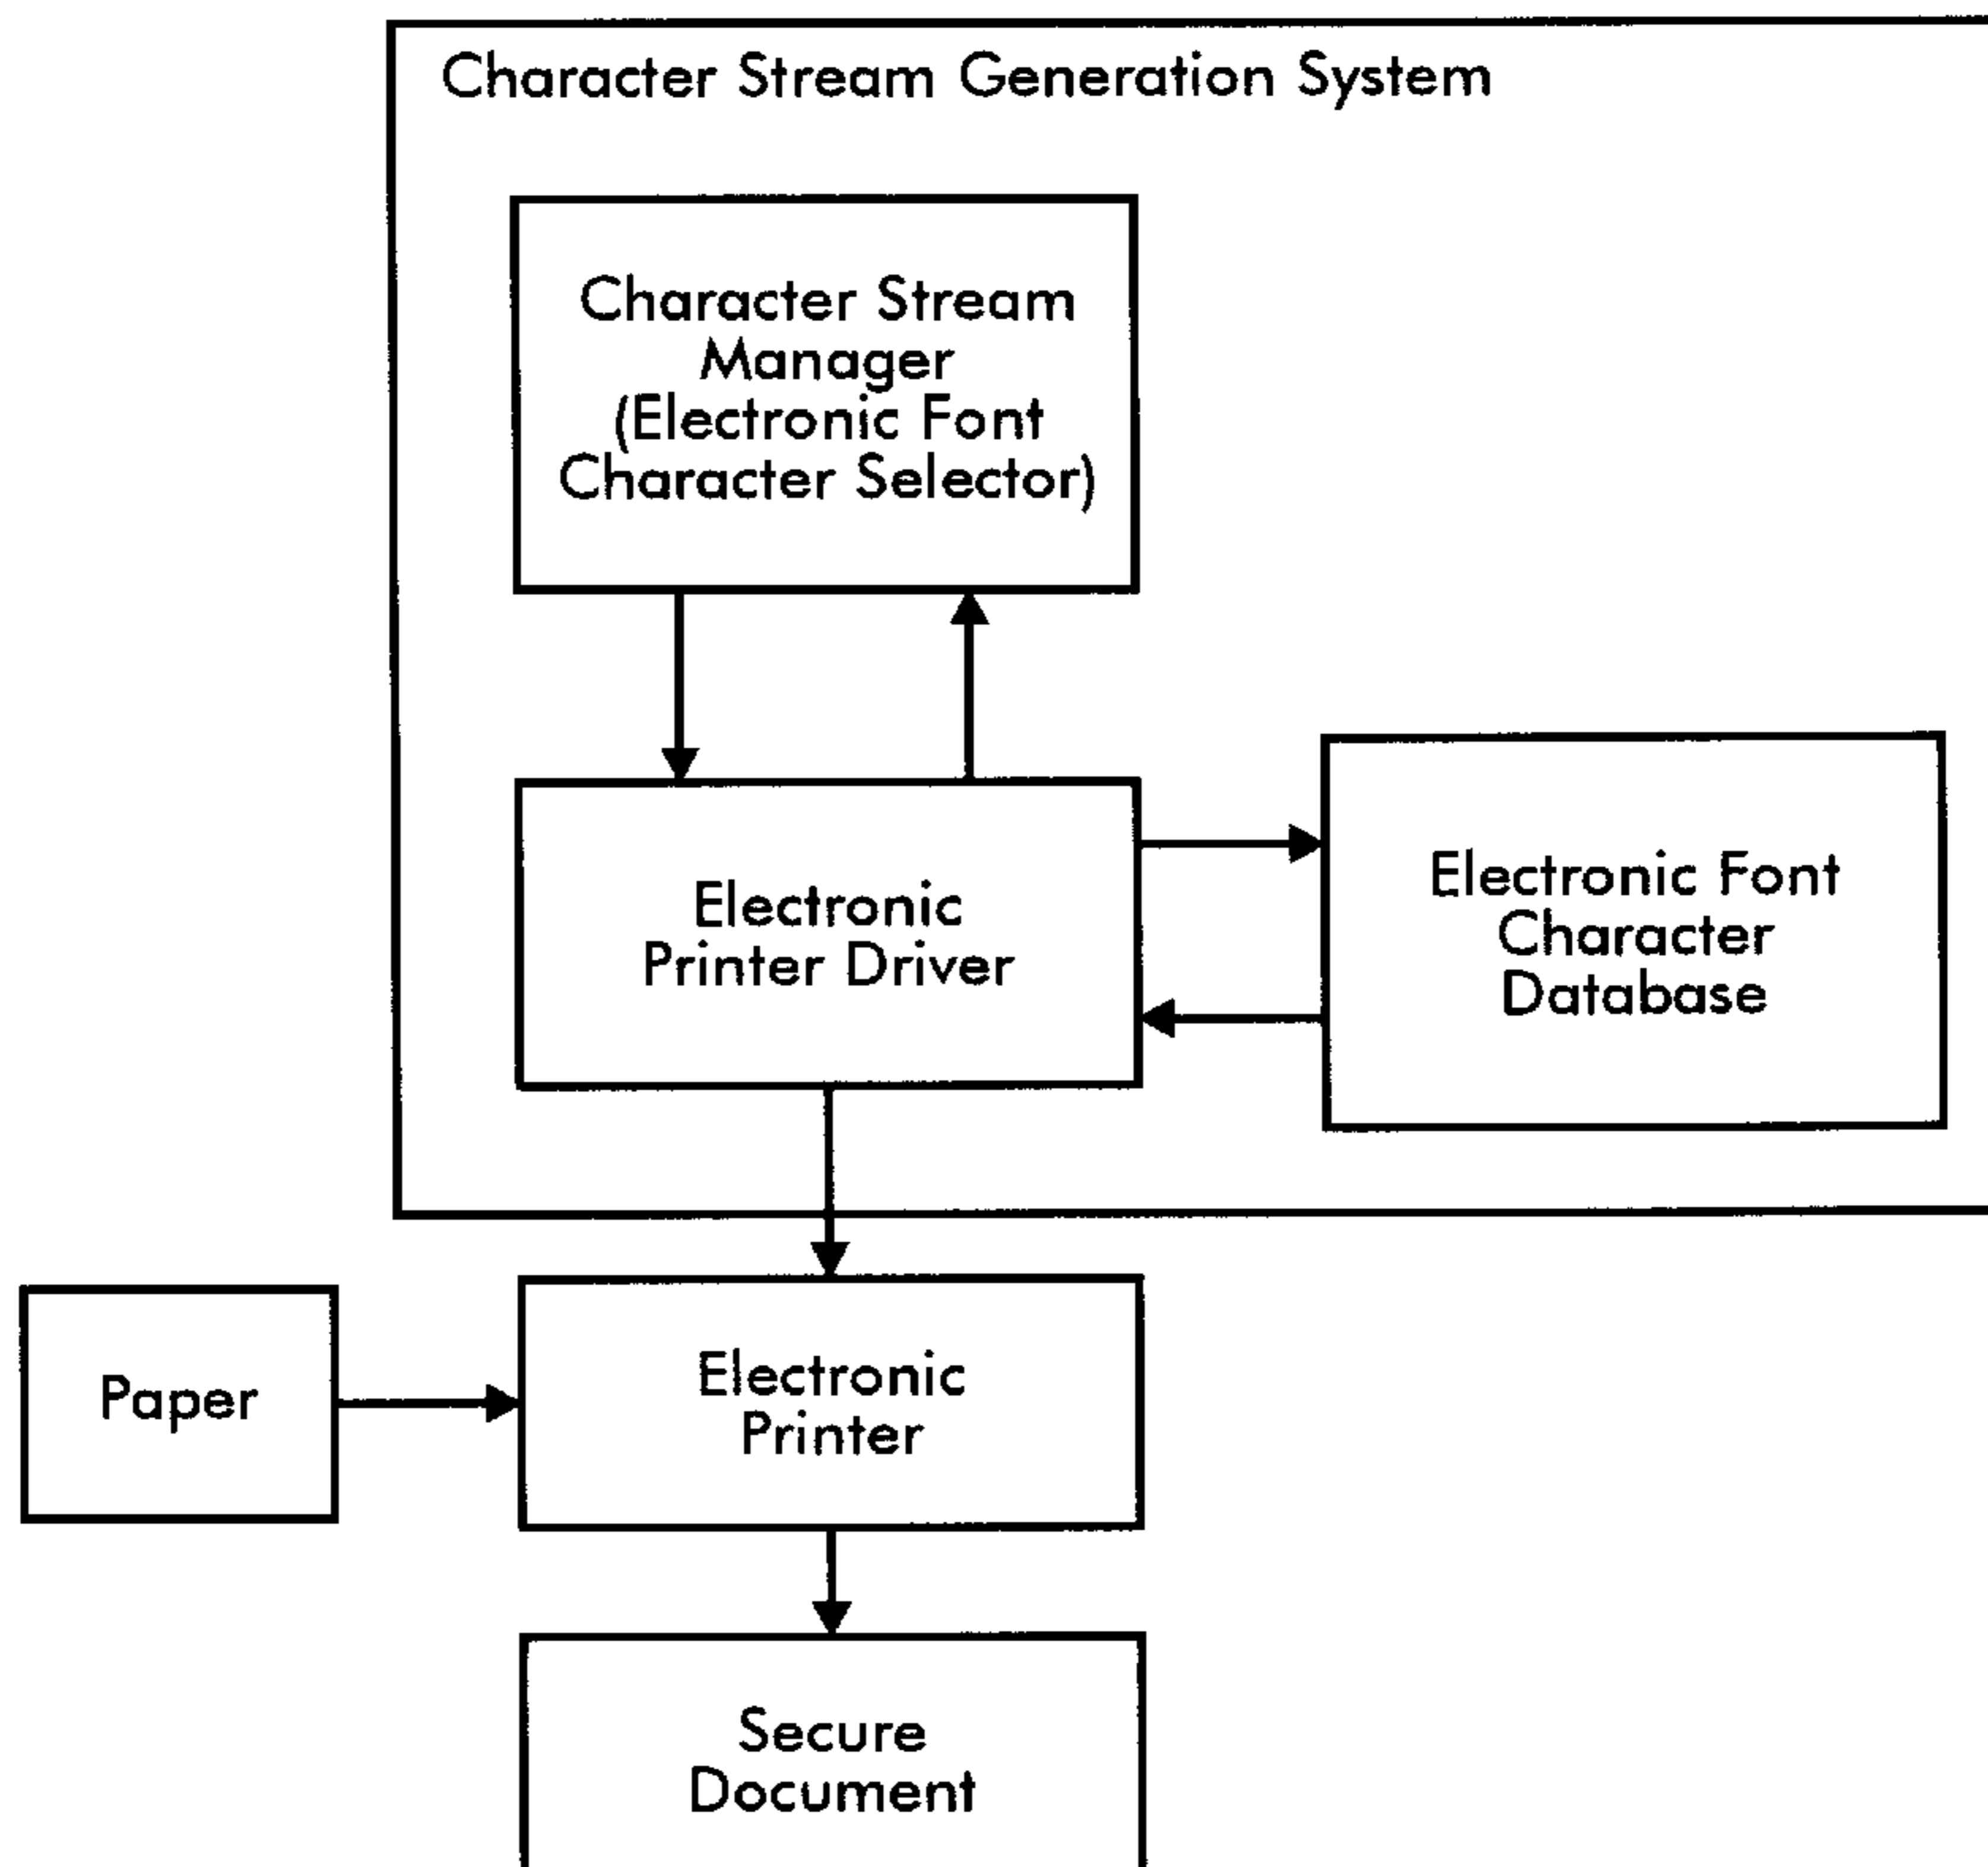 Character Stream Generation System
Character Stream
Manager
(Electronic Font
Character Selector)
Electronic
Printer Driver
Electronic Font
Character
Database
Paper
Electronic
Printer
Secure
Document